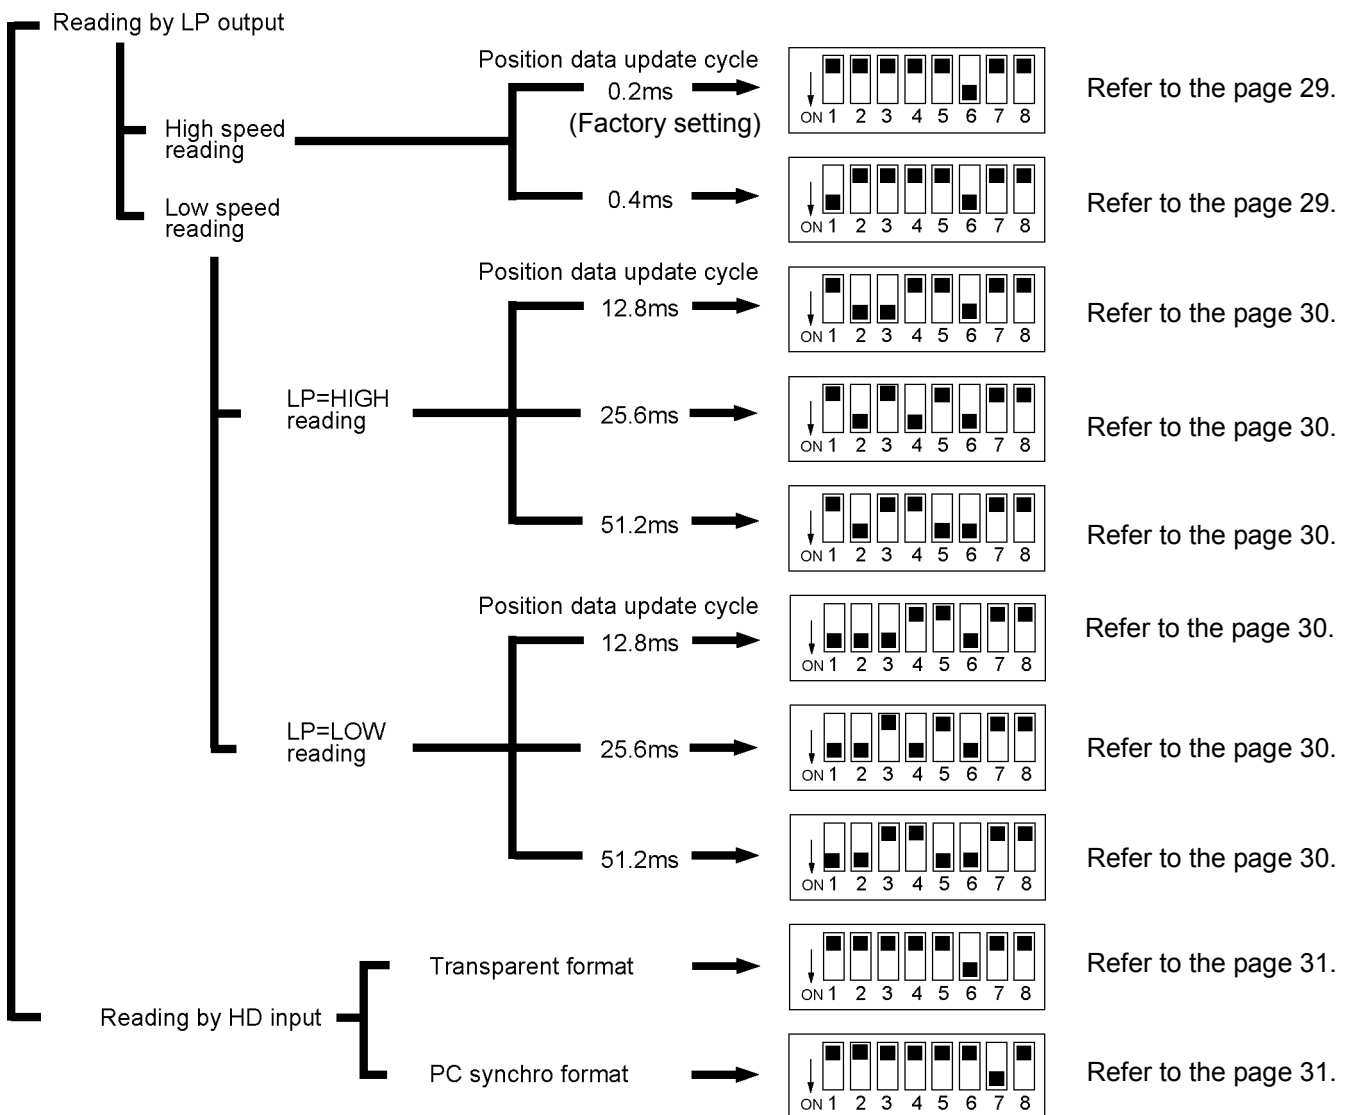 Reading by LP output
Position data update cycle
0.2ms
(Factory setting)
ON 1 2 3 4 5 6 7 8
Refer to the page 29.
High speed
reading
0.4ms
ON 1 2 3 4 5 6 7 8
Refer to the page 29.
Low speed
reading
Position data update cycle
12.8ms
ON 1 2 3 4 5 6 7 8
Refer to the page 30.
LP=HIGH
reading
25.6ms
ON 1 2 3 4 5 6 7 8
Refer to the page 30.
51.2ms
ON 1 2 3 4 5 6 7 8
Refer to the page 30.
Position data update cycle
12.8ms
ON 1 2 3 4 5 6 7 8
Refer to the page 30.
LP=LOW
reading
25.6ms
ON 1 2 3 4 5 6 7 8
Refer to the page 30.
51.2ms
ON 1 2 3 4 5 6 7 8
Refer to the page 30.
Transparent format
ON 1 2 3 4 5 6 7 8
Refer to the page 31.
Reading by HD input
PC synchro format
ON 1 2 3 4 5 6 7 8
Refer to the page 31.